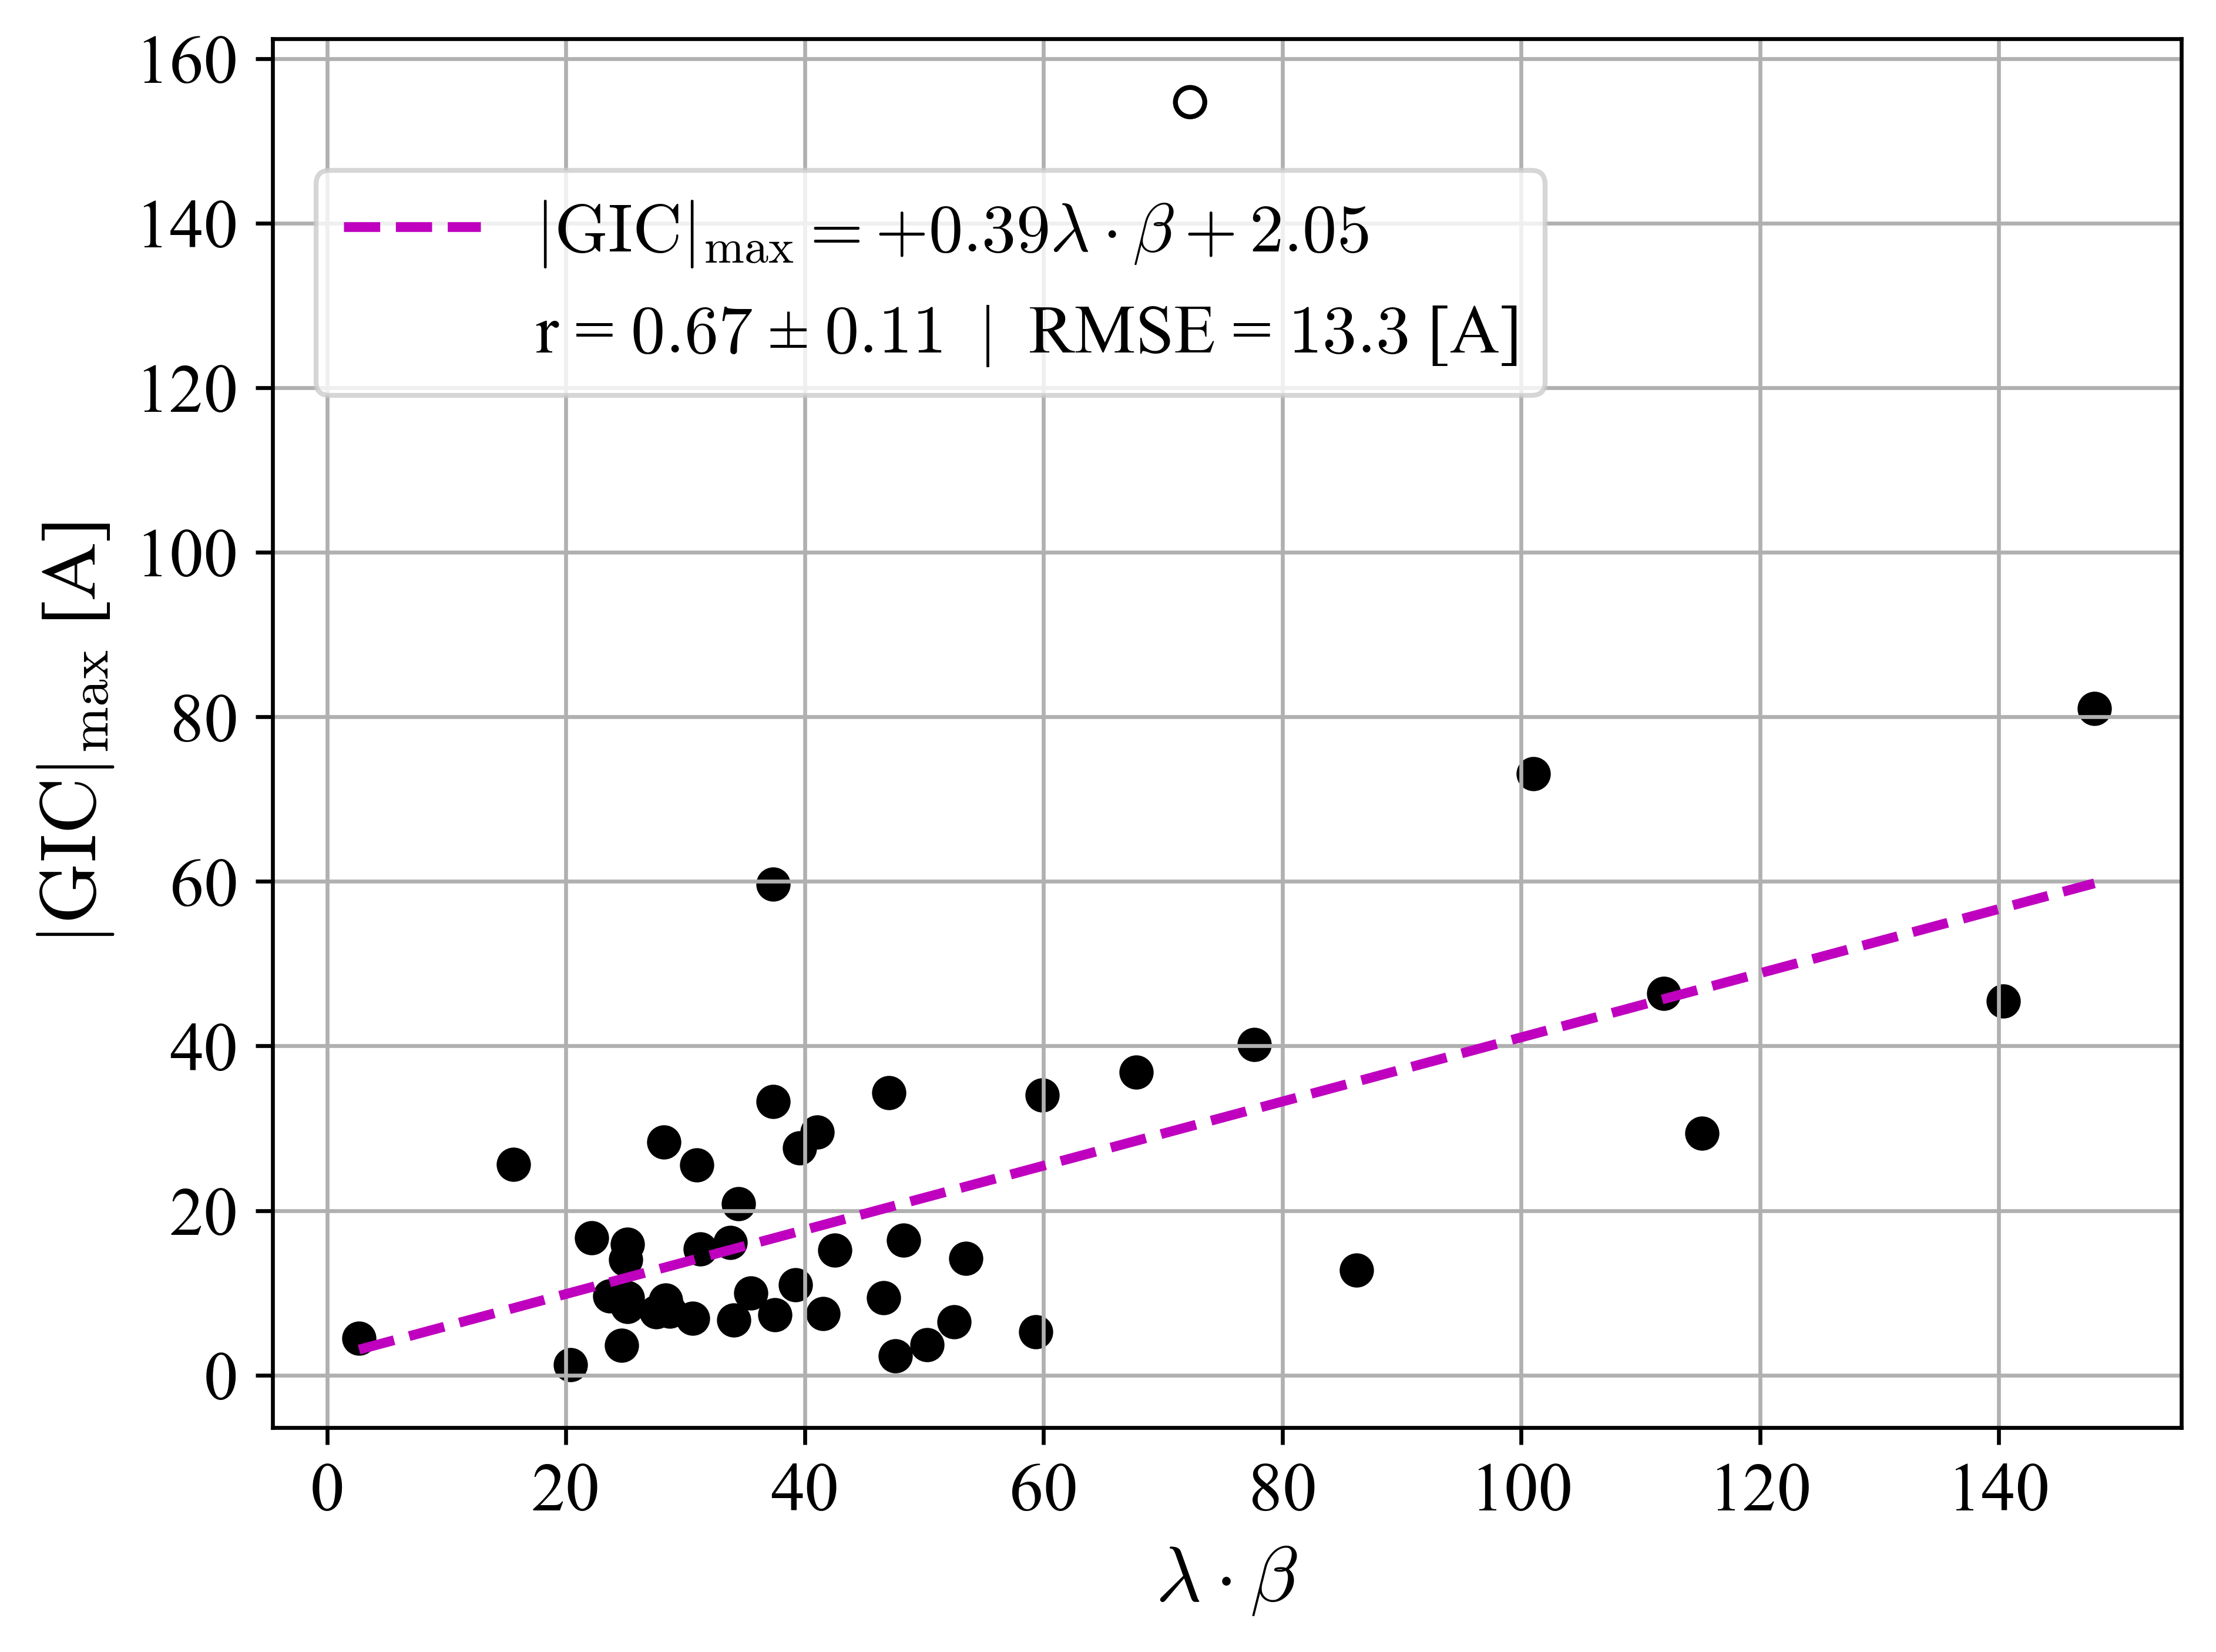 160
140
120
100
80
60
40
20
0
|GIC|max [A]
|GIC|max = +0.39λ · β + 2.05
r = 0.67 ± 0.11 | RMSE = 13.3 [A]
0 20 40 60 80 100 120 140
λ · β